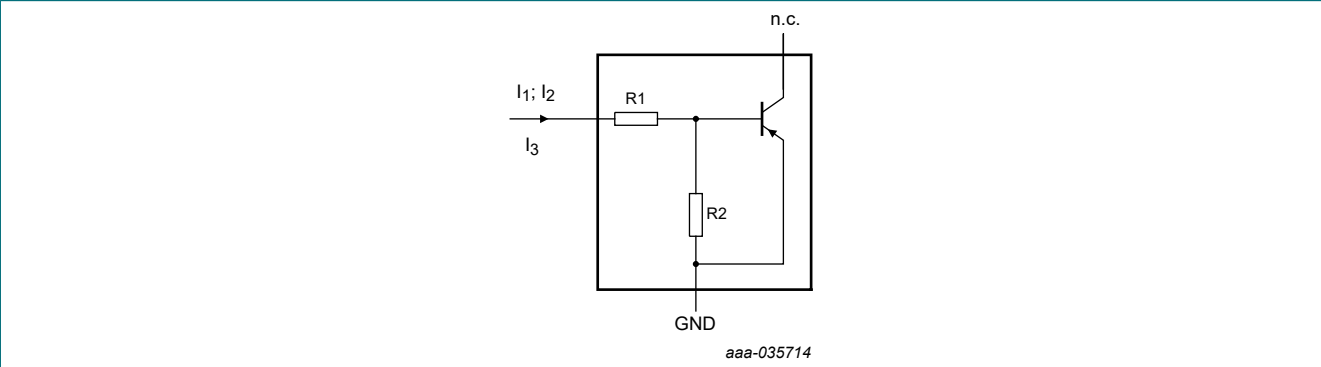 n.c.
I1; I2
R1
I3
R2
GND
aaa-035714